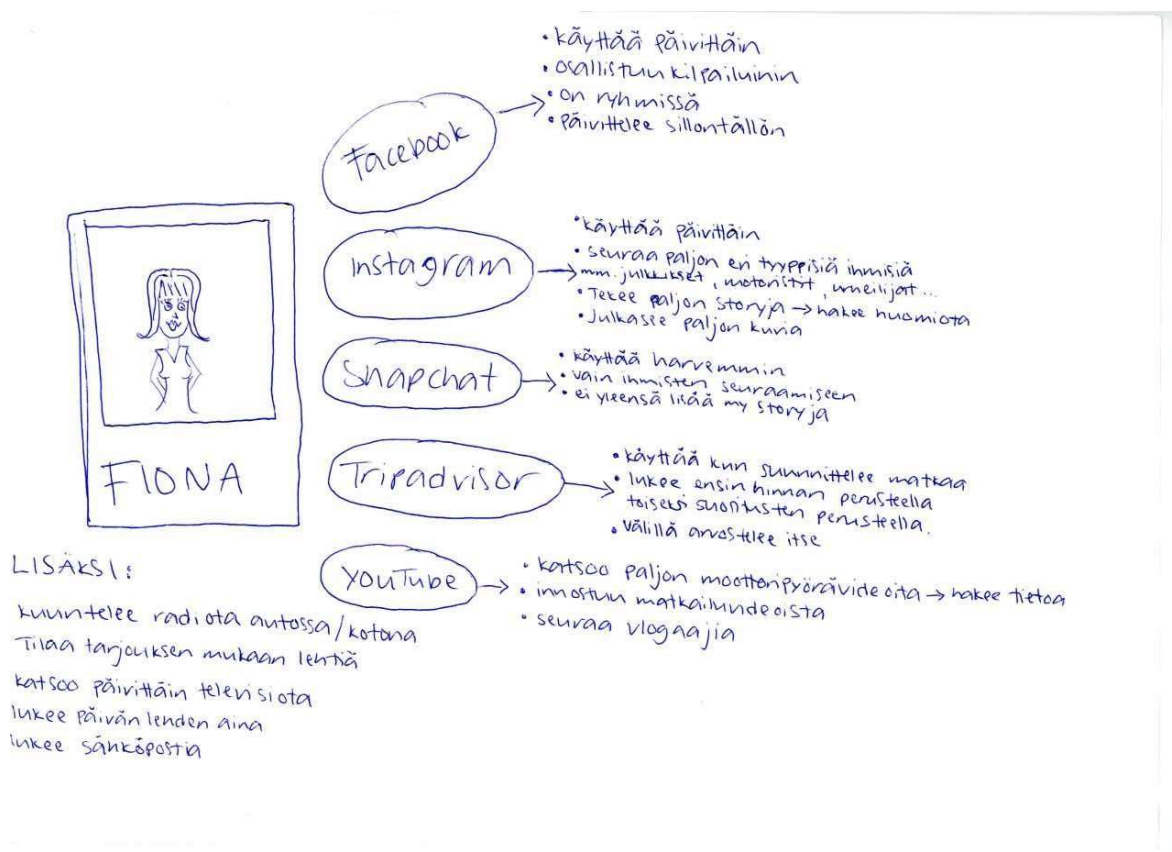 Facebook
• käyttää päivittäin
• osallistuu kilpailuihin
• on ryhmissä
• Päivittelee sillontällön
Instagram
• käyttää päivittäin
• seuraa paljon eri tyyppisiä ihmisiä
mm. julkkikset, motoristit, urheilijat...
• Tekee paljon storyja → hakee huomiota
• Julkasee paljon kuvia
Snapchat
• käyttää harvemmin
• vain ihmisten seuraamiseen
• ei yleensä lisää my storyja
Tripadvisor
• käyttää kun suunnittelee matkaa
• lukee ensin hinnan perusteella
toiseksi suositusten perusteella.
• Välillä arvostelee itse
YouTube
• katsoo paljon moottoripyörävideoita → hakee tietoa
• innostuu matkailuvideoista
• seuraa vlogaajia
FIONA
LISÄKSI:
kuuntelee radiota autossa/kotona
Tilaa tarjouksen mukaan lehtiä
katsoo päivittäin televisiota
lukee päivän lehden aina
lukee sähköpostia